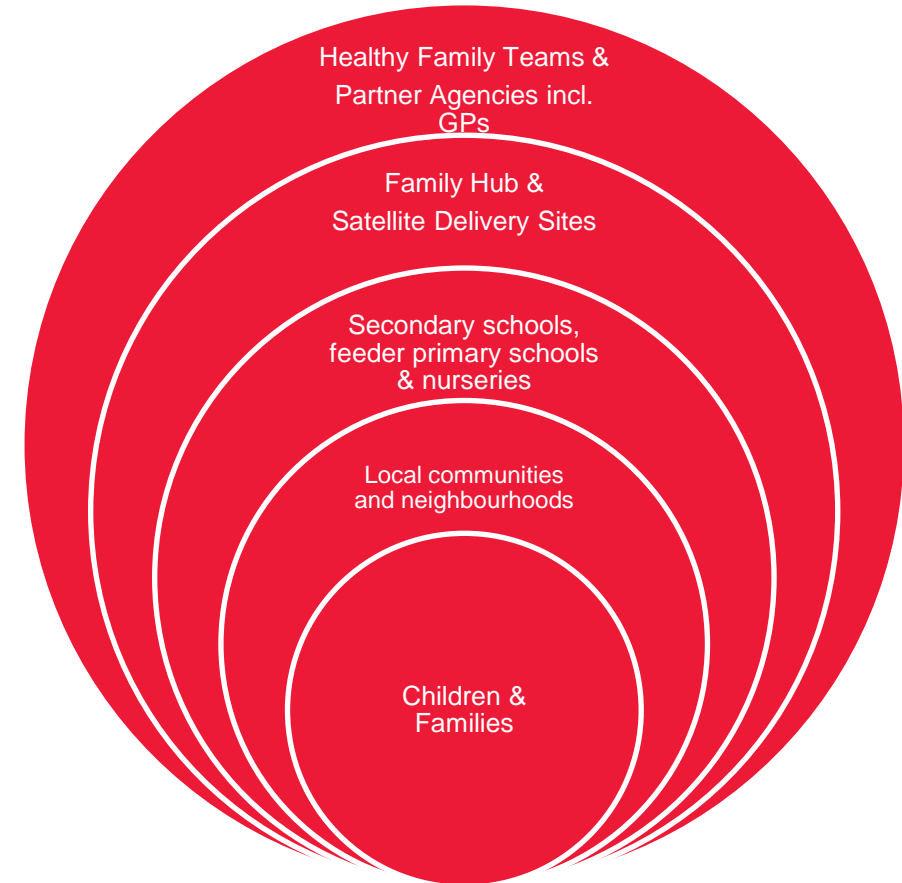 Healthy Family Teams &
Partner Agencies incl.
GPs
Family Hub &
Satellite Delivery Sites
Secondary schools,
feeder primary schools
& nurseries
Local communities
and neighbourhoods
Children &
Families